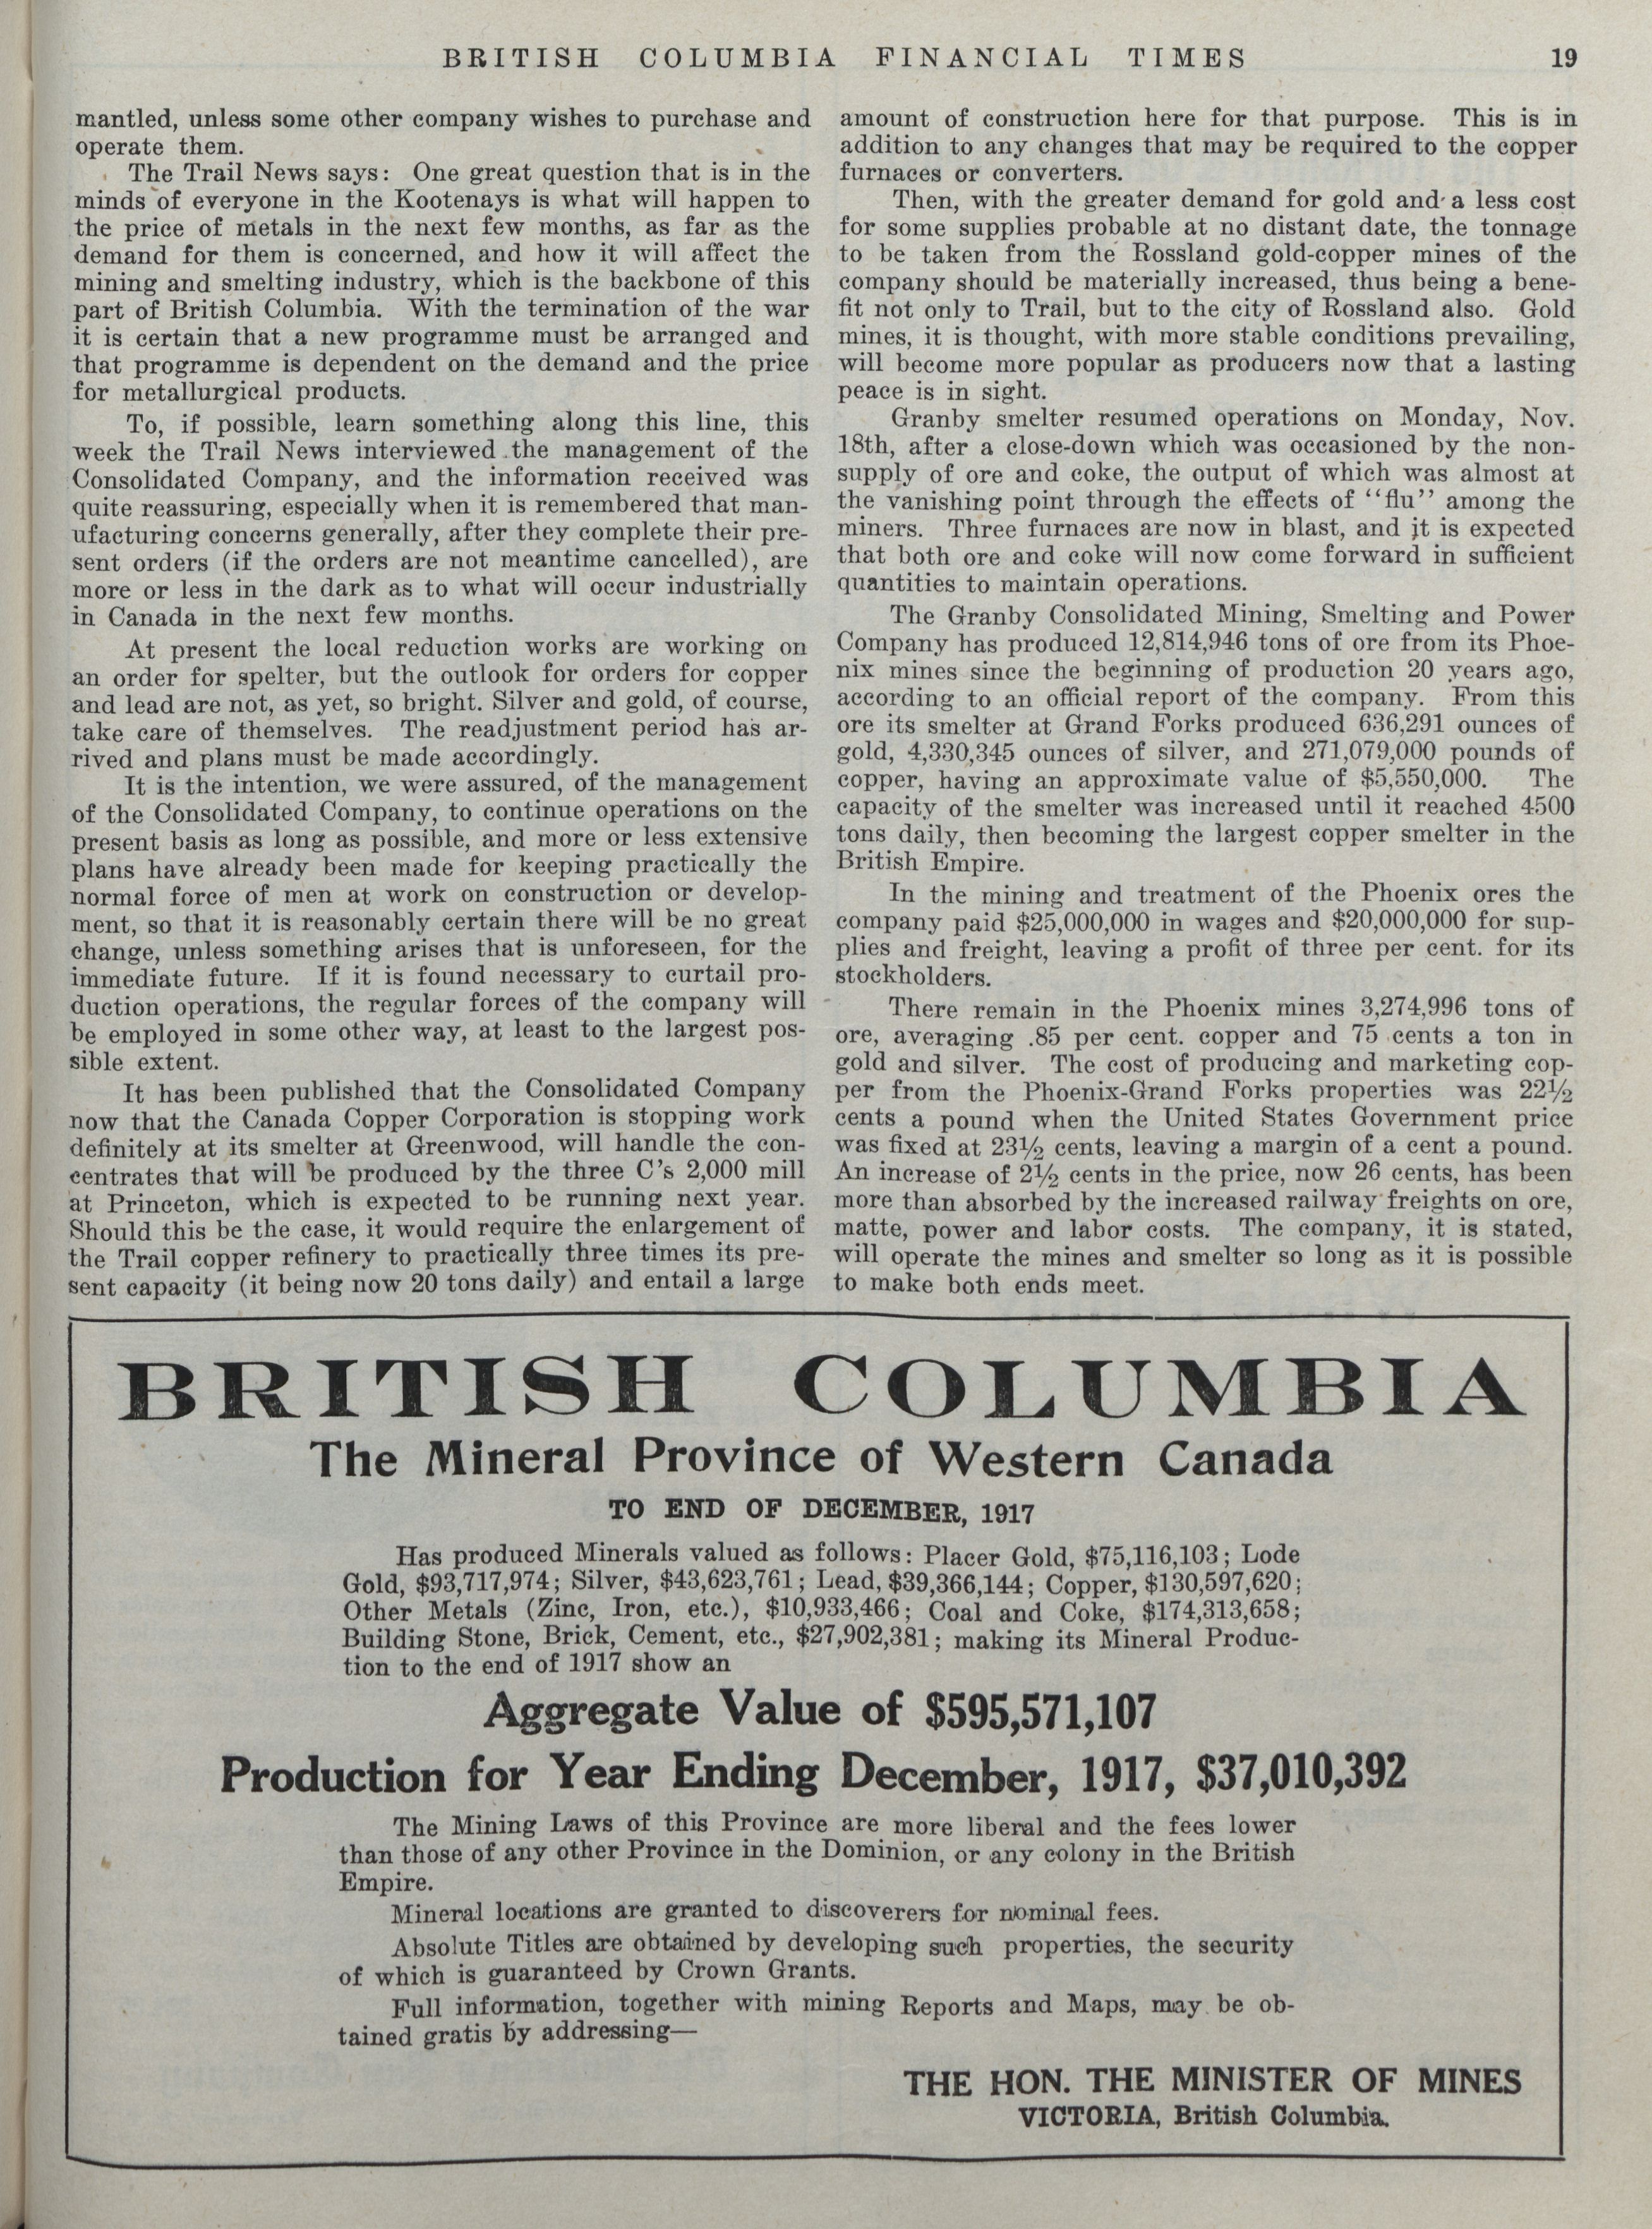 BRITISH COLUMBIA FINANCIAL TIMES 19
mantled, unless some other company wishes to purchase and
operate them.
The Trail News says: One great question that is in the
minds of everyone in the Kootenays is what will happen to
the price of metals in the next few months, as far as the
demand for them is concerned, and how it will affect the
mining and smelting industry, which is the backbone of this
part of British Columbia. With the termination of the war
it is certain that a new programme must be arranged and
that programme is dependent on the demand and the price
for metallurgical products.
To, if possible, learn something along this line, this
week the Trail News interviewed the management of the
Consolidated Company, and the information received was
quite reassuring, especially when it is remembered that man-
ufacturing concerns generally, after they complete their pre-
sent orders (if the orders are not meantime cancelled), are
more or less in the dark as to what will occur industrially
in Canada in the next few months.
At present the local reduction works are working on
an order for spelter, but the outlook for orders for copper
and lead are not, as yet, so bright. Silver and gold, of course,
take care of themselves. The readjustment period has ar-
rived and plans must be made accordingly.
It is the intention, we were assured, of the management
of the Consolidated Company, to continue operations on the
present basis as long as possible, and more or less extensive
plans have already been made for keeping practically the
normal force of men at work on construction or develop-
ment, so that it is reasonably certain there will be no great
change, unless something arises that is unforeseen, for the
immediate future. If it is found necessary to curtail pro-
duction operations, the regular forces of the company will
be employed in some other way, at least to the largest pos-
sible extent.
It has been published that the Consolidated Company
now that the Canada Copper Corporation is stopping work
definitely at its smelter at Greenwood, will handle the con-
centrates that will be produced by the three C's 2,000 mill
at Princeton, which is expected to be running next year.
Should this be the case, it would require the enlargement of
the Trail copper refinery to practically three times its pre-
sent capacity (it being now 20 tons daily) and entail a large
amount of construction here for that purpose. This is in
addition to any changes that may be required to the copper
furnaces or converters.
Then, with the greater demand for gold and a less cost
for some supplies probable at no distant date, the tonnage
to be taken from the Rossland gold-copper mines of the
company should be materially increased, thus being a bene-
fit not only to Trail, but to the city of Rossland also. Gold
mines, it is thought, with more stable conditions prevailing,
will become more popular as producers now that a lasting
peace is in sight.
Granby smelter resumed operations on Monday, Nov.
18th, after a close-down which was occasioned by the non-
supply of ore and coke, the output of which was almost at
the vanishing point through the effects of "flu" among the
miners. Three furnaces are now in blast, and it is expected
that both ore and coke will now come forward in sufficient
quantities to maintain operations.
The Granby Consolidated Mining, Smelting and Power
Company has produced 12,814,946 tons of ore from its Phoe-
nix mines since the beginning of production 20 years ago,
according to an official report of the company. From this
ore its smelter at Grand Forks produced 636,291 ounces of
gold, 4,330,345 ounces of silver, and 271,079,000 pounds of
copper, having an approximate value of $5,550,000. The
capacity of the smelter was increased until it reached 4500
tons daily, then becoming the largest copper smelter in the
British Empire.
In the mining and treatment of the Phoenix ores the
company paid $25,000,000 in wages and $20,000,000 for sup-
plies and freight, leaving a profit of three per cent. for its
stockholders.
There remain in the Phoenix mines 3,274,996 tons of
ore, averaging .85 per cent. copper and 75 cents a ton in
gold and silver. The cost of producing and marketing cop-
per from the Phoenix-Grand Forks properties was 22½
cents a pound when the United States Government price
was fixed at 23½ cents, leaving a margin of a cent a pound.
An increase of 2½ cents in the price, now 26 cents, has been
more than absorbed by the increased railway freights on ore,
matte, power and labor costs. The company, it is stated,
will operate the mines and smelter so long as it is possible
to make both ends meet.
BRITISH COLUMBIA
The Mineral Province of Western Canada
TO END OF DECEMBER, 1917
Has produced Minerals valued as follows: Placer Gold, $75,116,103; Lode
Gold, $93,717,974; Silver, $43,623,761; Lead, $39,366,144; Copper, $130,597,620;
Other Metals (Zinc, Iron, etc.), $10,933,466; Coal and Coke, $174,313,658;
Building Stone, Brick, Cement, etc., $27,902,381; making its Mineral Produc-
tion to the end of 1917 show an
Aggregate Value of $595,571,107
Production for Year Ending December, 1917, $37,010,392
The Mining Laws of this Province are more liberal and the fees lower
than those of any other Province in the Dominion, or any colony in the British
Empire.
Mineral locations are granted to discoverers for nominal fees.
Absolute Titles are obtained by developing such properties, the security
of which is guaranteed by Crown Grants.
Full information, together with mining Reports and Maps, may be ob-
tained gratis by addressing—
THE HON. THE MINISTER OF MINES
VICTORIA, British Columbia.